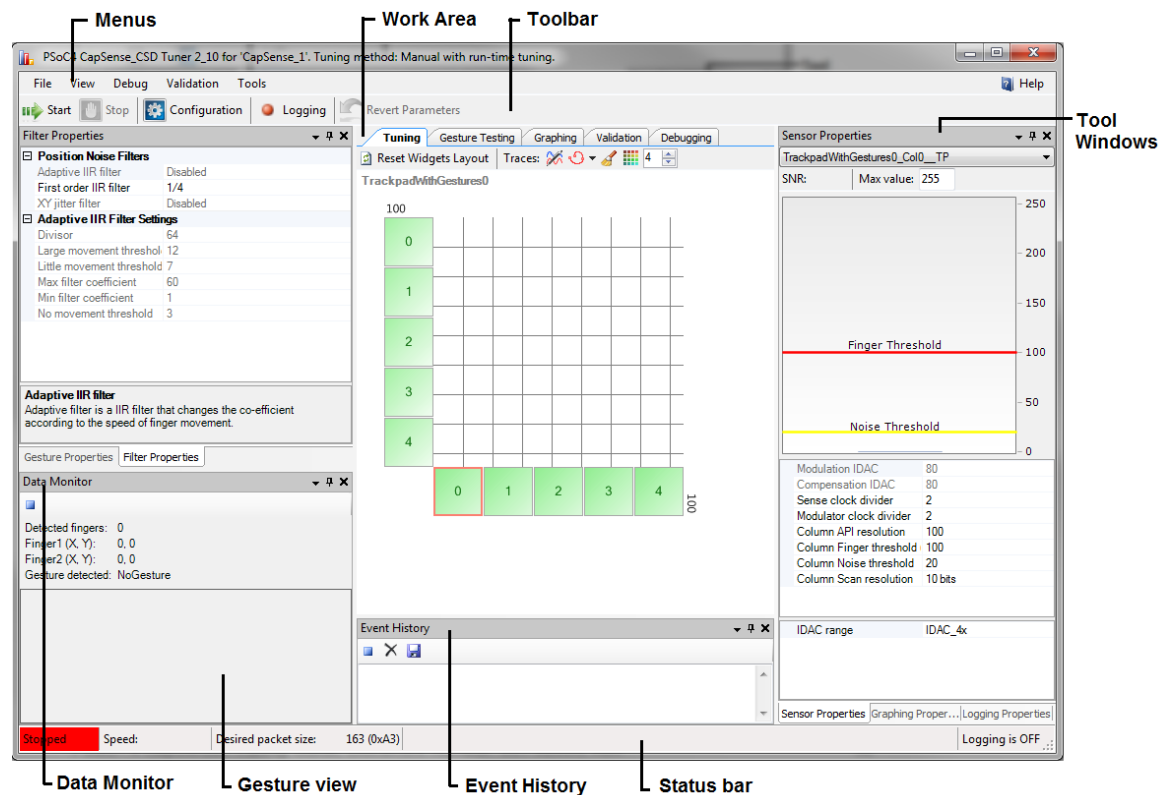 Menus
Work Area
Toolbar
PSoC4 CapSense_CSD Tuner 2_10 for 'CapSense_1'. Tuning method: Manual with run-time tuning.
File View Debug Validation Tools
Help
Start Stop Configuration Logging Revert Parameters
Tool Windows
Filter Properties
Position Noise Filters
Adaptive IIR filter Disabled
First order IIR filter 1/4
XY jitter filter Disabled
Adaptive IIR Filter Settings
Divisor 64
Large movement threshol 12
Little movement threshold 7
Max filter coefficient 60
Min filter coefficient 1
No movement threshold 3
Adaptive IIR filter
Adaptive filter is a IIR filter that changes the co-efficient
according to the speed of finger movement.
Gesture Properties Filter Properties
Data Monitor
Detected fingers: 0
Finger1 (X, Y): 0, 0
Finger2 (X, Y): 0, 0
Gesture detected: NoGesture
Tuning Gesture Testing Graphing Validation Debugging
Reset Widgets Layout Traces: 4
TrackpadWithGestures0
100
0
1
2
3
4
0 1 2 3 4
100
Event History
Sensor Properties
TrackpadWithGestures0_Col0__TP
SNR: Max value: 255
250
200
150
Finger Threshold
100
50
Noise Threshold
0
Modulation IDAC 80
Compensation IDAC 80
Sense clock divider 2
Modulator clock divider 2
Column API resolution 100
Column Finger threshold 100
Column Noise threshold 20
Column Scan resolution 10 bits
IDAC range IDAC_4x
Sensor Properties Graphing Proper... Logging Properties
Stopped Speed: Desired packet size: 163 (0xA3) Logging is OFF
Data Monitor
Gesture view
Event History
Status bar